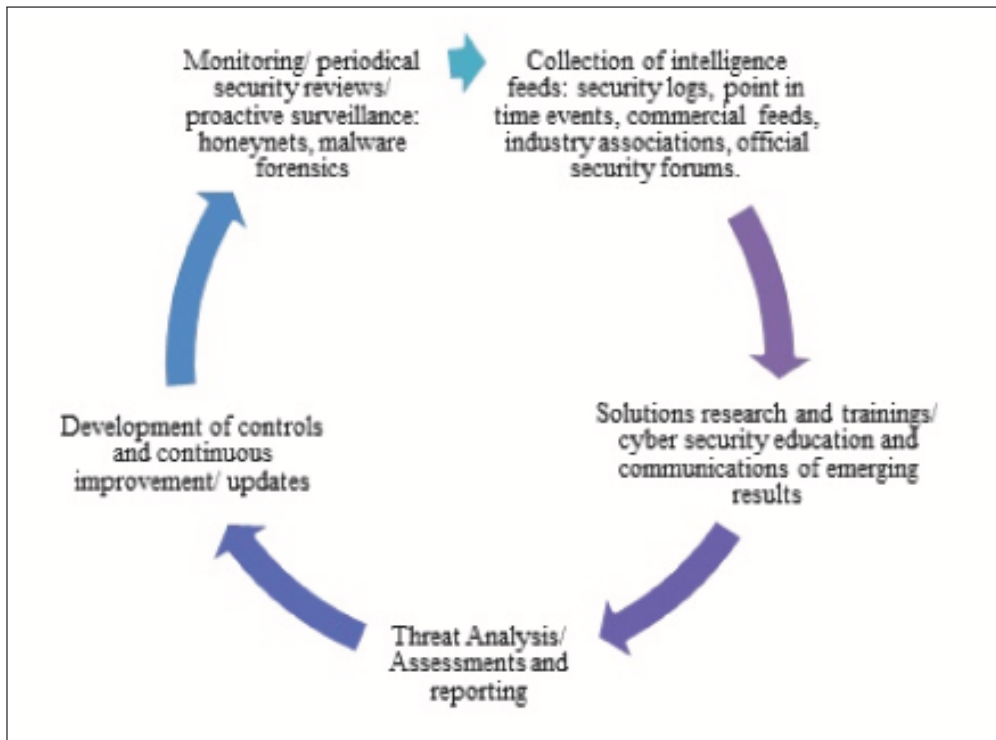 Monitoring/ periodical
security reviews/
proactive surveillance:
honeynets, malware
forensics
Collection of intelligence
feeds: security logs, point in
time events, commercial feeds,
industry associations, official
security forums.
Solutions research and trainings/
cyber security education and
communications of emerging
results
Threat Analysis/
Assessments and
reporting
Development of controls
and continuous
improvement/ updates